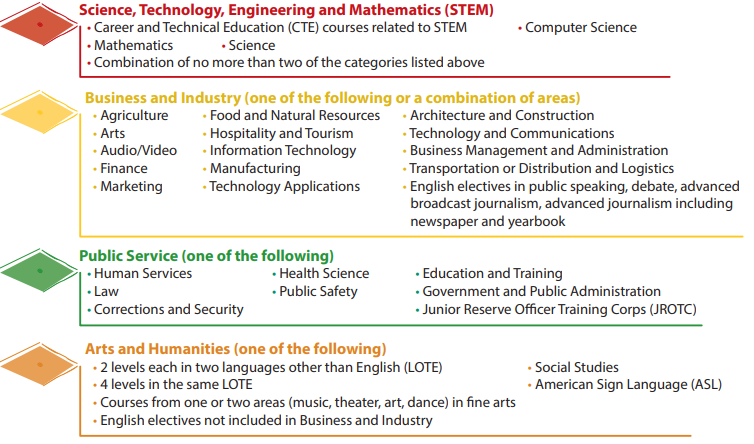 Science, Technology, Engineering and Mathematics (STEM)
• Career and Technical Education (CTE) courses related to STEM • Computer Science
• Mathematics • Science
• Combination of no more than two of the categories listed above
Business and Industry (one of the following or a combination of areas)
• Agriculture • Food and Natural Resources • Architecture and Construction
• Arts • Hospitality and Tourism • Technology and Communications
• Audio/Video • Information Technology • Business Management and Administration
• Finance • Manufacturing • Transportation or Distribution and Logistics
• Marketing • Technology Applications • English electives in public speaking, debate, advanced
broadcast journalism, advanced journalism including
newspaper and yearbook
Public Service (one of the following)
• Human Services • Health Science • Education and Training
• Law • Public Safety • Government and Public Administration
• Corrections and Security • Junior Reserve Officer Training Corps (JROTC)
Arts and Humanities (one of the following)
• 2 levels each in two languages other than English (LOTE) • Social Studies
• 4 levels in the same LOTE • American Sign Language (ASL)
• Courses from one or two areas (music, theater, art, dance) in fine arts
• English electives not included in Business and Industry